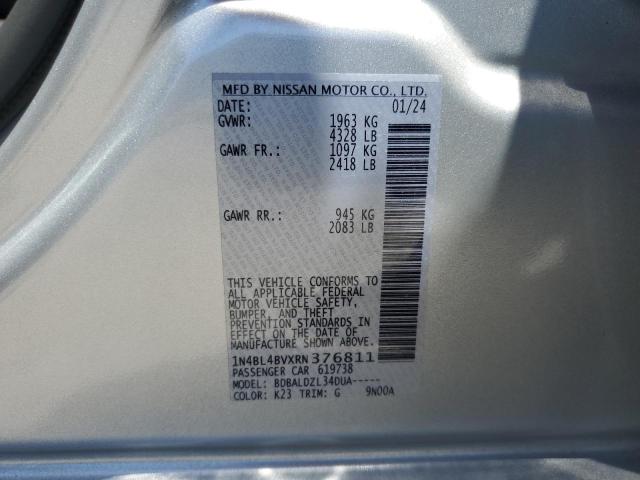 MFD BY NISSAN MOTOR CO., LTD.
DATE: 01/24
GVWR: 1963 KG
4328 LB
GAWR FR.: 1097 KG
2418 LB
GAWR RR.: 945 KG
2083 LB
THIS VEHICLE CONFORMS TO
ALL APPLICABLE FEDERAL
MOTOR VEHICLE SAFETY,
BUMPER, AND THEFT
PREVENTION STANDARDS IN
EFFECT ON THE DATE OF
MANUFACTURE SHOWN ABOVE.
1N4BL4BVXRN376811
PASSENGER CAR 619738
MODEL: BDBALDZL34DUA-----
COLOR: K23 TRIM: G 9N00A